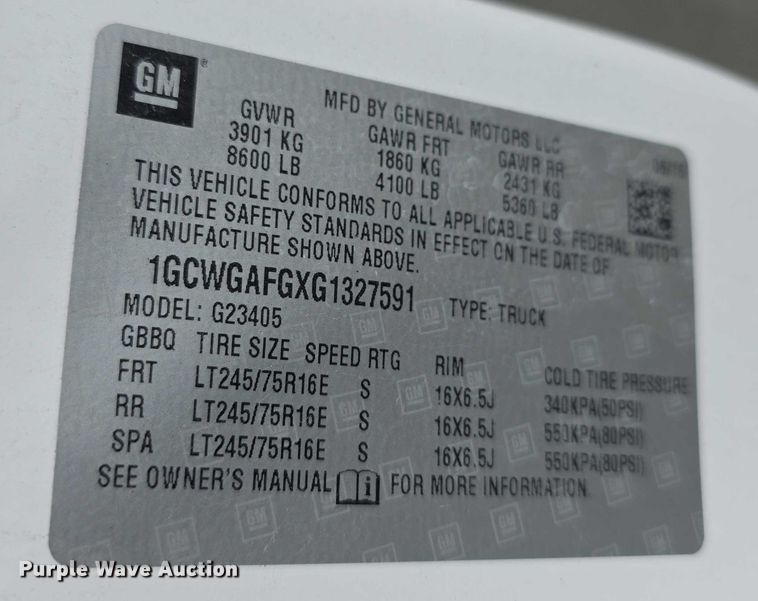 GM ®
MFD BY GENERAL MOTORS LLC
GVWR GAWR FRT GAWR RR
3901 KG 1860 KG 2431 KG
8600 LB 4100 LB 5360 LB
THIS VEHICLE CONFORMS TO ALL APPLICABLE U.S. FEDERAL MOTOR
VEHICLE SAFETY STANDARDS IN EFFECT ON THE DATE OF
MANUFACTURE SHOWN ABOVE.
1GCWGAFGXG1327591 TYPE: TRUCK
MODEL: G23405
GBBQ TIRE SIZE SPEED RTG RIM COLD TIRE PRESSURE
FRT LT245/75R16E S 16X6.5J 340KPA(50PSI)
RR LT245/75R16E S 16X6.5J 550KPA(80PSI)
SPA LT245/75R16E S 16X6.5J 550KPA(80PSI)
SEE OWNER'S MANUAL i FOR MORE INFORMATION
Purple Wave Auction